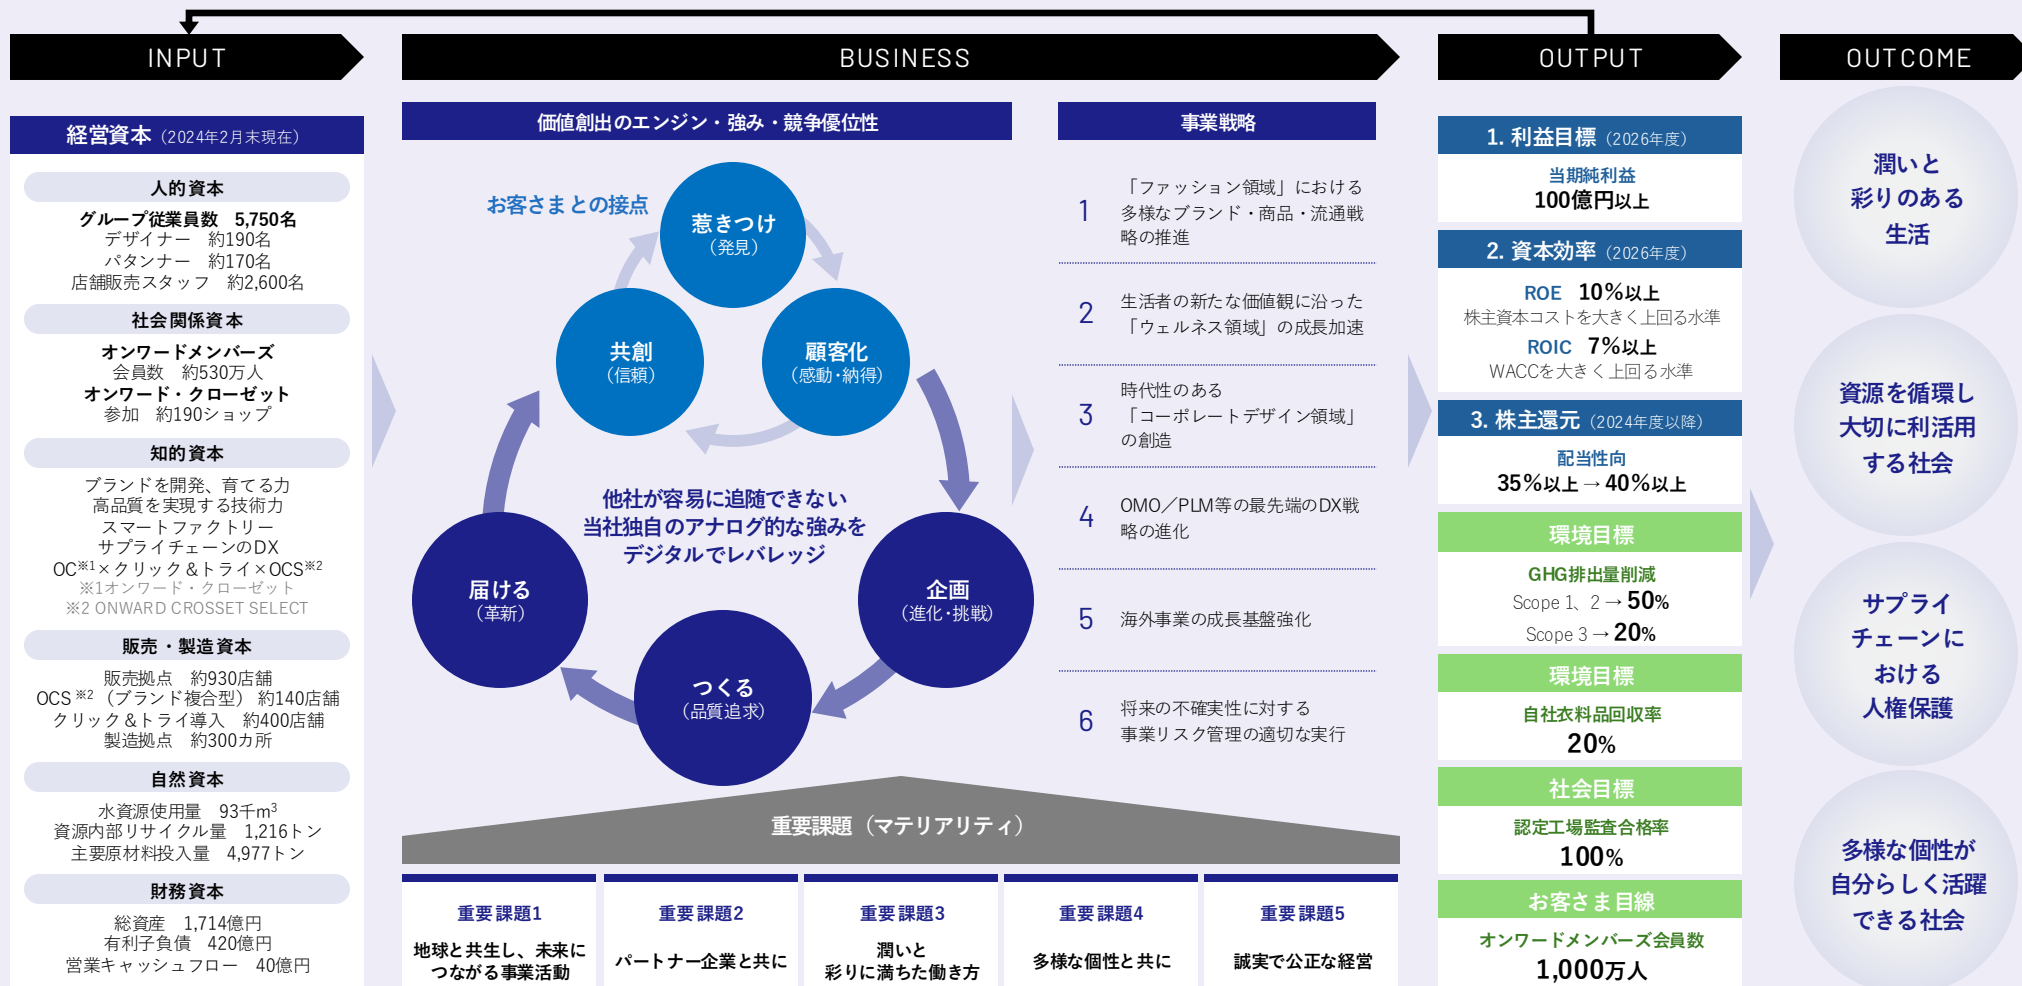 INPUT
BUSINESS
OUTPUT
OUTCOME
経営資本（2024年2月末現在）
人的資本
グループ従業員数　5,750名
デザイナー　約190名
パタンナー　約170名
店舗販売スタッフ　約2,600名
社会関係資本
オンワードメンバーズ
会員数　約530万人
オンワード・クローゼット
参加　約190ショップ
知的資本
ブランドを開発、育てる力
高品質を実現する技術力
スマートファクトリー
サプライチェーンのDX
OC※1×クリック&トライ×OCS※2
※1オンワード・クローゼット
※2 ONWARD CROSSET SELECT
販売・製造資本
販売拠点　約930店舗
OCS ※2（ブランド複合型） 約140店舗
クリック&トライ導入　約400店舗
製造拠点　約300カ所
自然資本
水資源使用量　93千m3
資源内部リサイクル量　1,216トン
主要原材料投入量　4,977トン
財務資本
総資産　1,714億円
有利子負債　420億円
営業キャッシュフロー　40億円
価値創出のエンジン・強み・競争優位性
お客さまとの接点
惹きつけ
（発見）
共創
（信頼）
顧客化
（感動・納得）
他社が容易に追随できない
当社独自のアナログ的な強みを
デジタルでレバレッジ
届ける
（革新）
企画
（進化・挑戦）
つくる
（品質追求）
事業戦略
1
「ファッション領域」における
多様なブランド・商品・流通戦
略の推進
2
生活者の新たな価値観に沿った
「ウェルネス領域」の成長加速
3
時代性のある
「コーポレートデザイン領域」
の創造
4
OMO／PLM等の最先端のDX戦
略の進化
5
海外事業の成長基盤強化
6
将来の不確実性に対する
事業リスク管理の適切な実行
重要課題（マテリアリティ）
重要課題1
地球と共生し、未来に
つながる事業活動
重要課題2
パートナー企業と共に
重要課題3
潤いと
彩りに満ちた働き方
重要課題4
多様な個性と共に
重要課題5
誠実で公正な経営
1. 利益目標（2026年度）
当期純利益
100億円以上
2. 資本効率（2026年度）
ROE　10%以上
株主資本コストを大きく上回る水準
ROIC　7%以上
WACCを大きく上回る水準
3. 株主還元（2024年度以降）
配当性向
35%以上→40%以上
環境目標
GHG排出量削減
Scope 1、2→50%
Scope 3→20%
環境目標
自社衣料品回収率
20%
社会目標
認定工場監査合格率
100%
お客さま目線
オンワードメンバーズ会員数
1,000万人
潤いと
彩りのある
生活
資源を循環し
大切に利活用
する社会
サプライ
チェーンに
おける
人権保護
多様な個性が
自分らしく活躍
できる社会